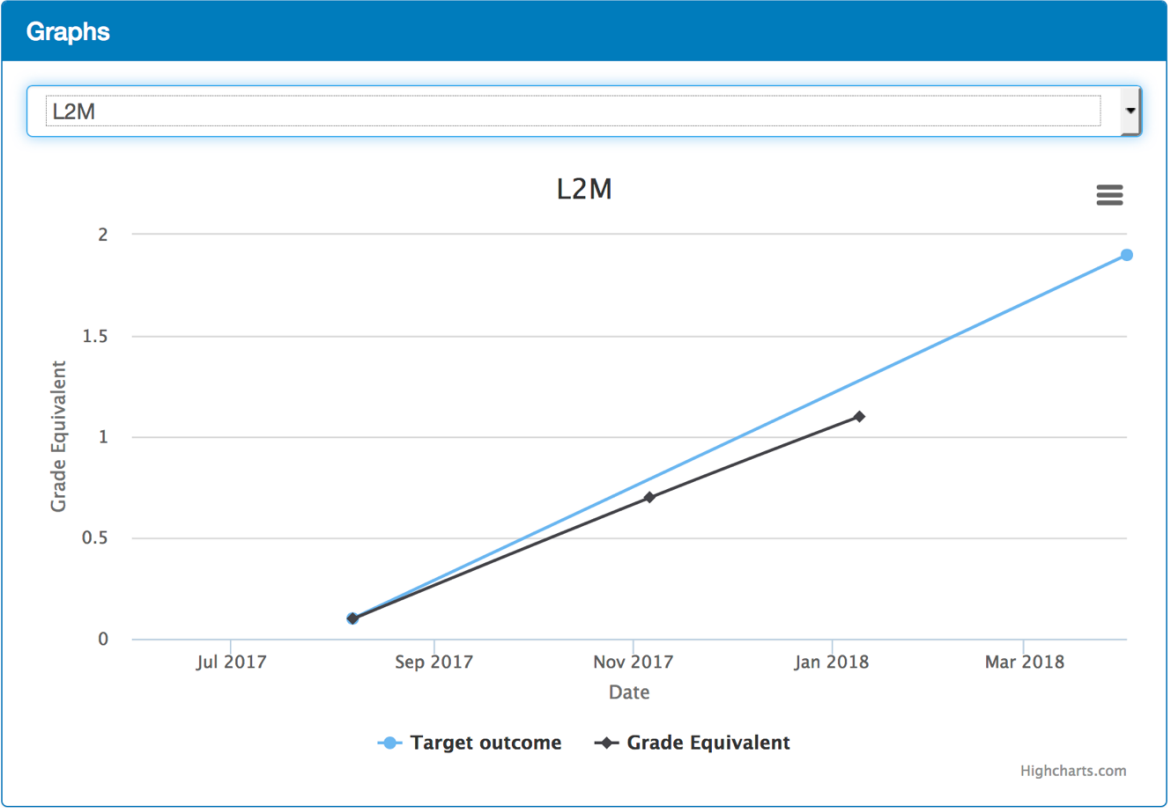 Graphs
L2M
L2M
2
1.5
1
0.5
0
Grade Equivalent
Jul 2017 Sep 2017 Nov 2017 Jan 2018 Mar 2018
Date
Target outcome Grade Equivalent
Highcharts.com